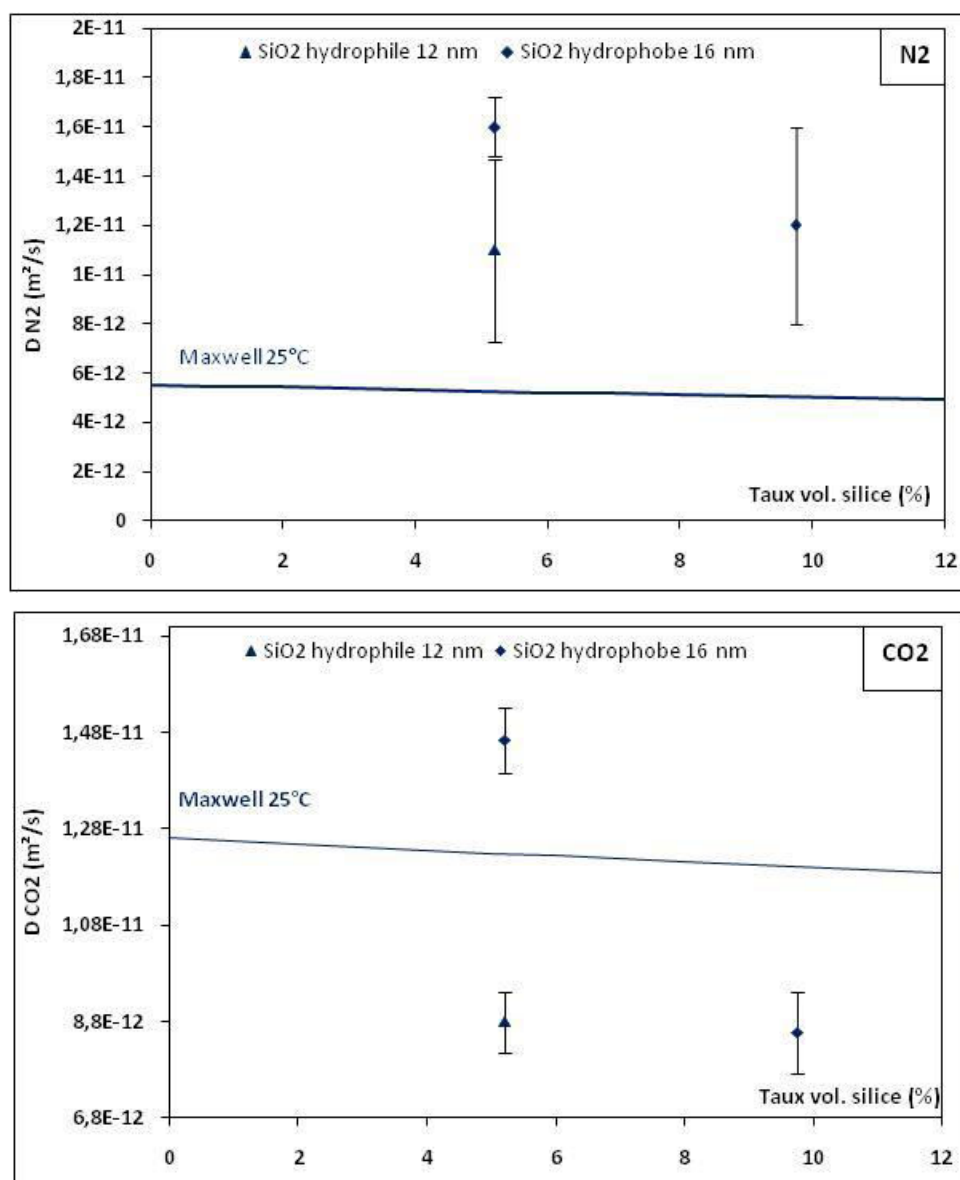 2E-11
▲ SiO2 hydrophile 12 nm ◆ SiO2 hydrophobe 16 nm
N2
1,8E-11
1,6E-11
1,4E-11
1,2E-11
1E-11
8E-12
6E-12
4E-12
2E-12
0
D N2 (m²/s)
Maxwell 25°C
Taux vol. silice (%)
0 2 4 6 8 10 12
1,68E-11
▲ SiO2 hydrophile 12 nm ◆ SiO2 hydrophobe 16 nm
CO2
1,48E-11
1,28E-11
1,08E-11
8,8E-12
6,8E-12
D CO2 (m²/s)
Maxwell 25°C
Taux vol. silice (%)
0 2 4 6 8 10 12